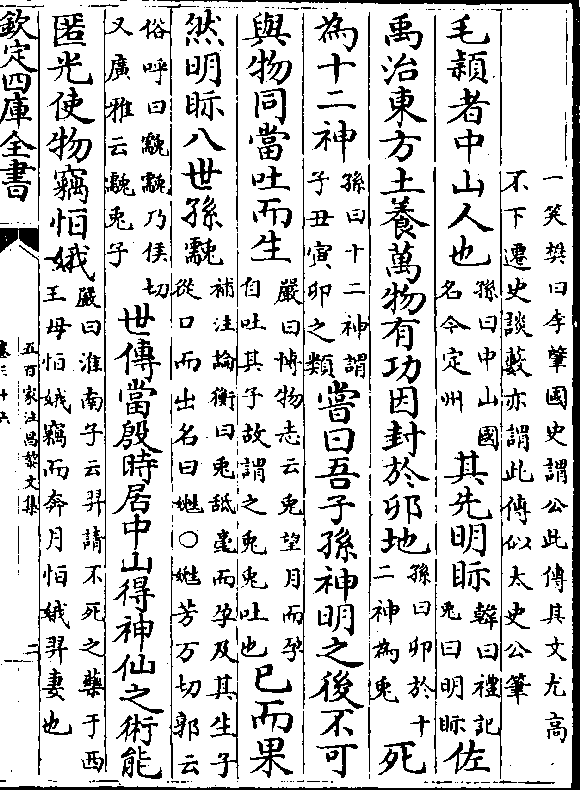 一笑樊曰李肇國史謂公此傳其文尤高
不下遷史談藪亦謂此傳似太史公筆
毛穎者中山人也孫曰中山國名今定州其先明眎韓曰禮記兎曰明眎佐
禹治東方土養萬物有功因封於卯地孫曰卯於十二神為兎死
為十二神孫曰十二神謂子丑寅卯之類嘗曰吾子孫神明之後不可
與物同當吐而生嚴曰博物志云兎望月而孕自吐其子故謂之兎兎吐也已而果
然明眎八世孫䨲補注論衡曰兎舐毫而孕及其生子從口而出名曰㝃○㝃芳万切郭云
俗呼曰䨲䨲乃侯切又廣雅云䨲兎子世傳當殷時居中山得神仙之術能
匿光使物竊恒娥嚴曰淮南子云羿請不死之藥于西王母恒娥竊而奔月恒娥羿妻也
欽定四庫全書
五百家注昌黎文集
卷三十六
二